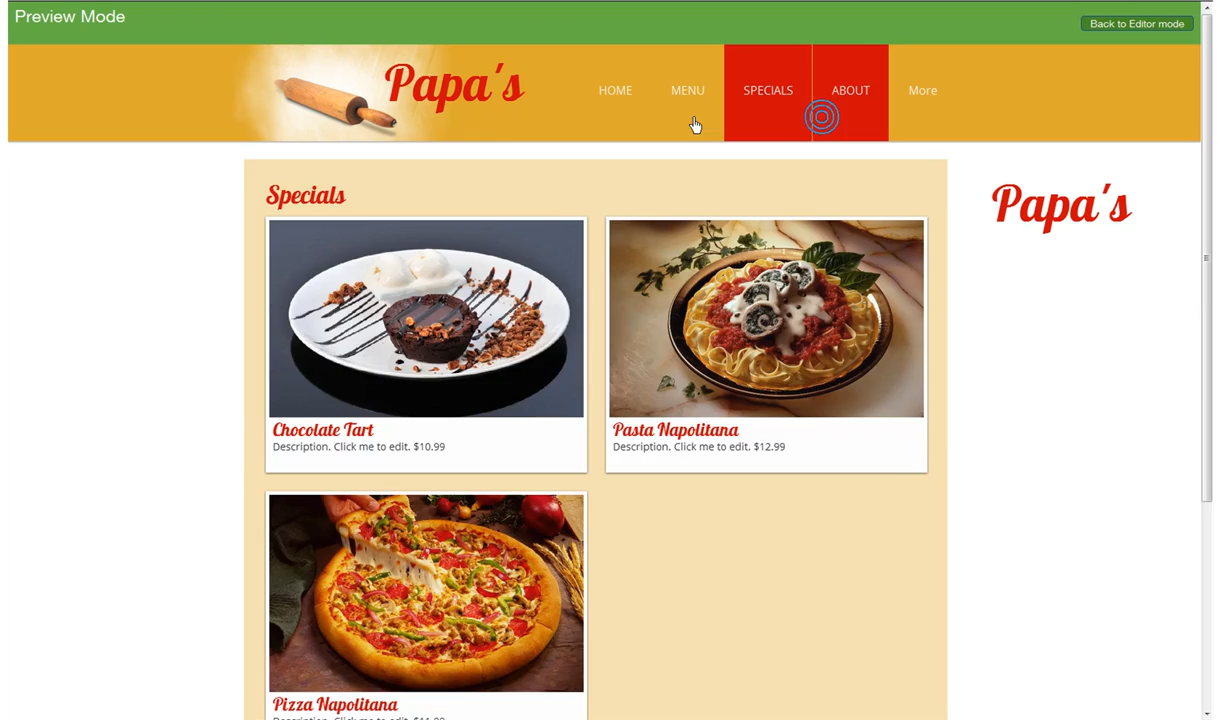 Preview Mode
Back to Editor mode
Papa's
HOME MENU SPECIALS ABOUT More
Specials
Papa's
Chocolate Tart
Description. Click me to edit. $10.99
Pasta Napolitana
Description. Click me to edit. $12.99
Pizza Napolitana